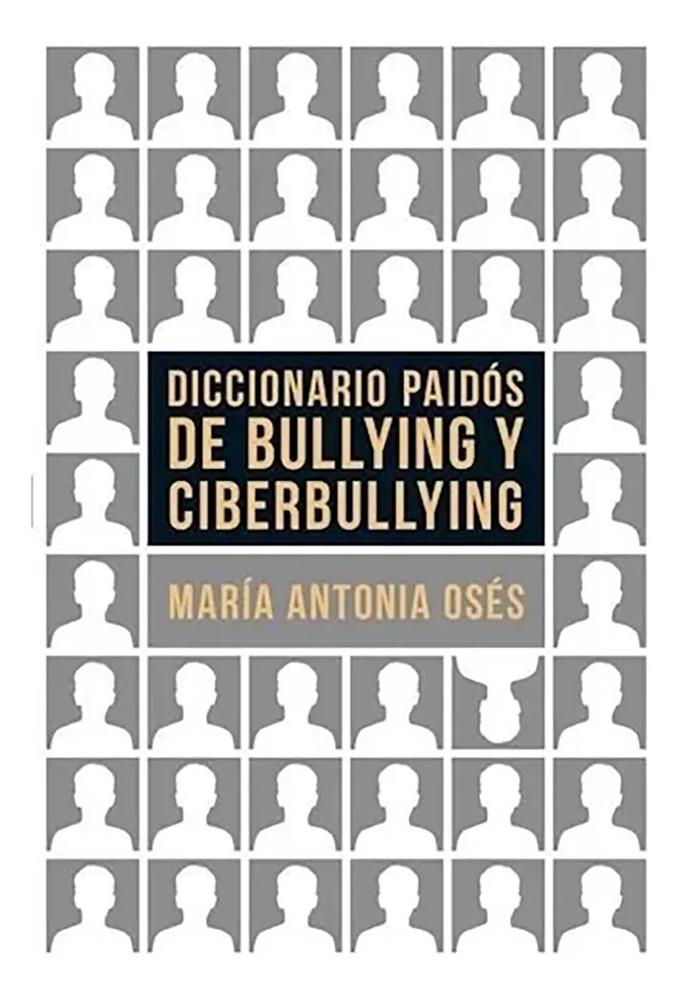 DICCIONARIO PAIDÓS
DE BULLYING Y
CIBERBULLYING
MARÍA ANTONIA OSÉS